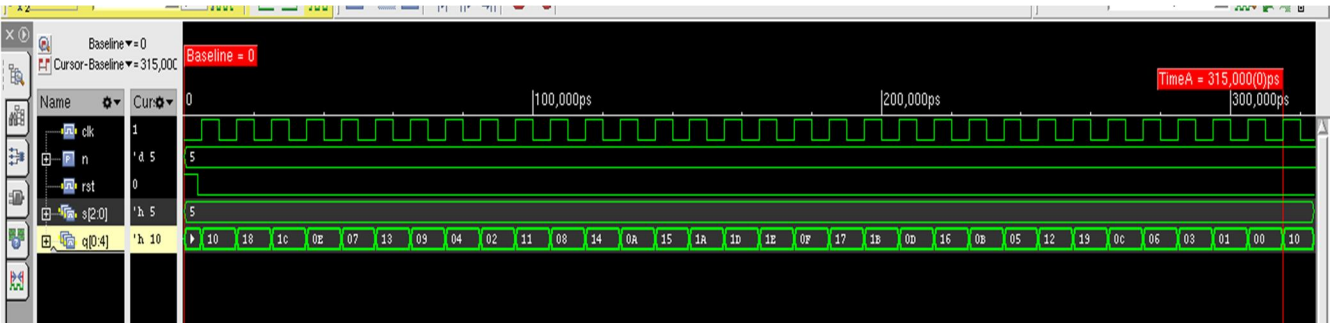 Baseline▼=0
Cursor-Baseline▼=315,00
Baseline = 0
TimeA = 315,000(0)ps
Name
0
100,000ps
200,000ps
300,000ps
clk 1
n 'd 5 5
rst 0
s[2:0] 'h 5 5
q[0:4] 'h 10 10 18 1C 0E 07 13 09 04 02 11 08 14 0A 15 1A 1D 1E 0F 17 1B 0D 16 0B 05 12 19 0C 06 03 01 00 10